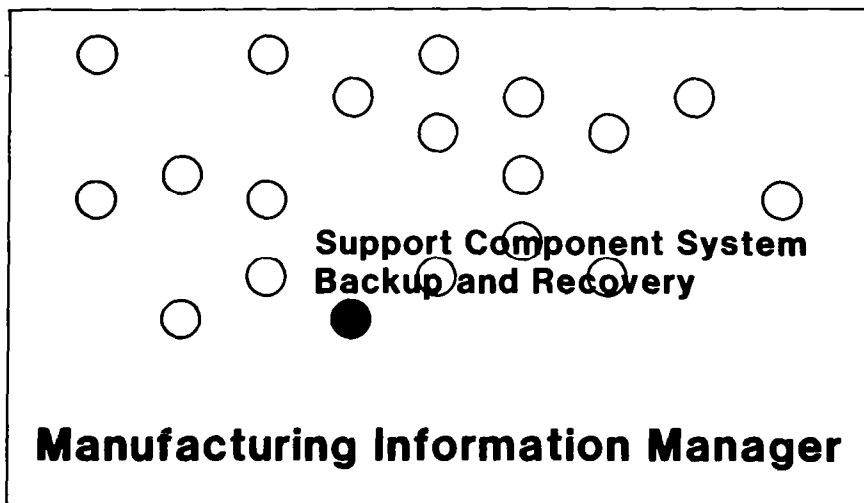 Support Component System
Backup and Recovery
Manufacturing Information Manager